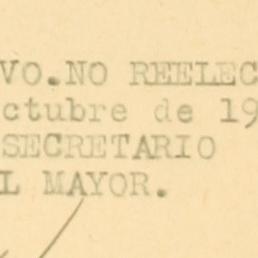 VO.NO REELEC
ctubre de 19
SECRETARIO
L MAYOR.